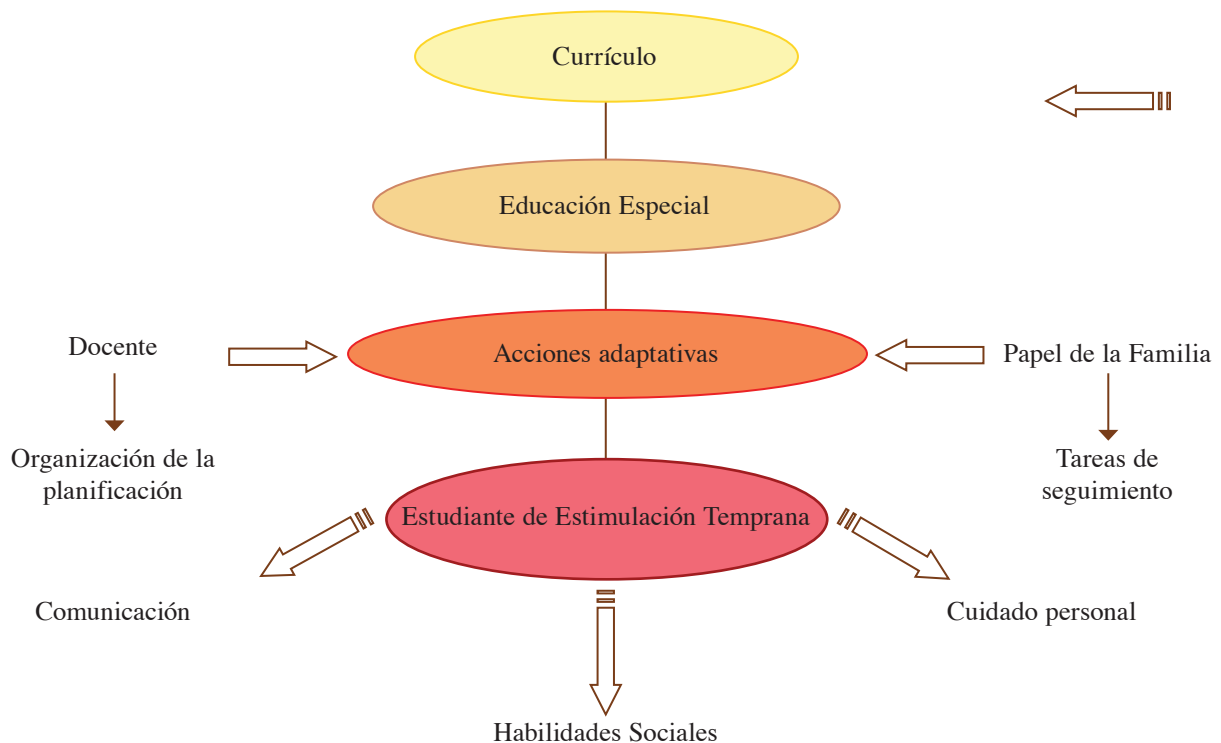 Currículo
Educación Especial
Docente
Acciones adaptativas
Papel de la Familia
Organización de la
planificación
Tareas de
seguimiento
Estudiante de Estimulación Temprana
Comunicación
Cuidado personal
Habilidades Sociales